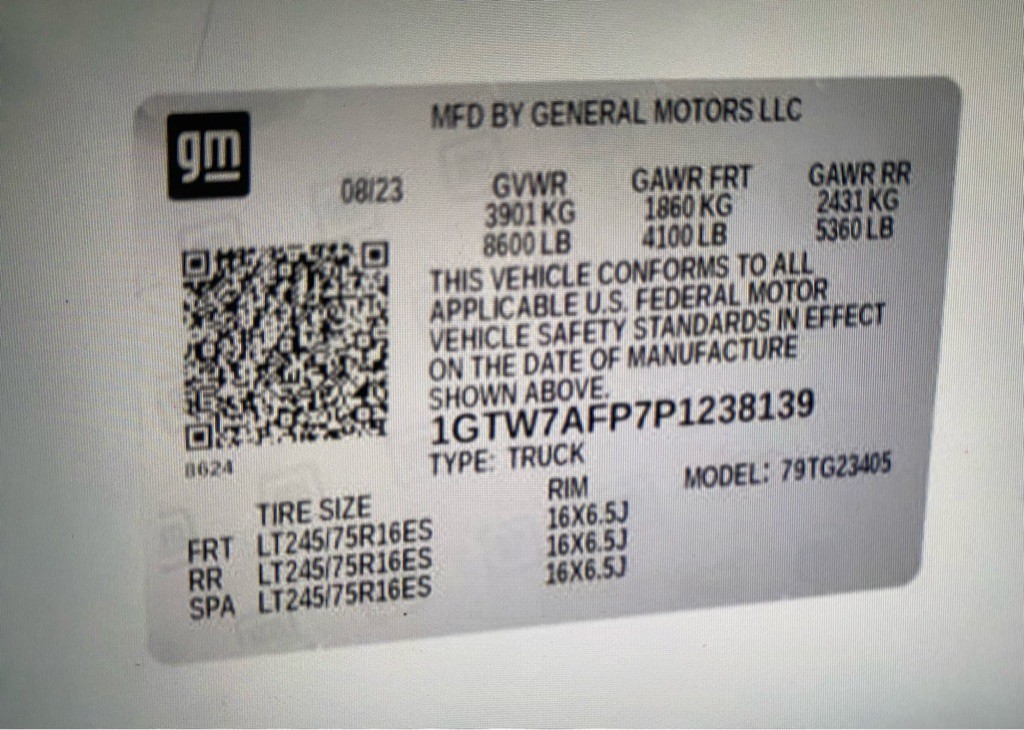 gm
MFD BY GENERAL MOTORS LLC
08/23 GVWR GAWR FRT GAWR RR
3901 KG 1860 KG 2431 KG
8600 LB 4100 LB 5360 LB
THIS VEHICLE CONFORMS TO ALL
APPLICABLE U.S. FEDERAL MOTOR
VEHICLE SAFETY STANDARDS IN EFFECT
ON THE DATE OF MANUFACTURE
SHOWN ABOVE.
1GTW7AFP7P1238139
8624 TYPE: TRUCK MODEL: 79TG23405
TIRE SIZE RIM
FRT LT245/75R16ES 16X6.5J
RR LT245/75R16ES 16X6.5J
SPA LT245/75R16ES 16X6.5J